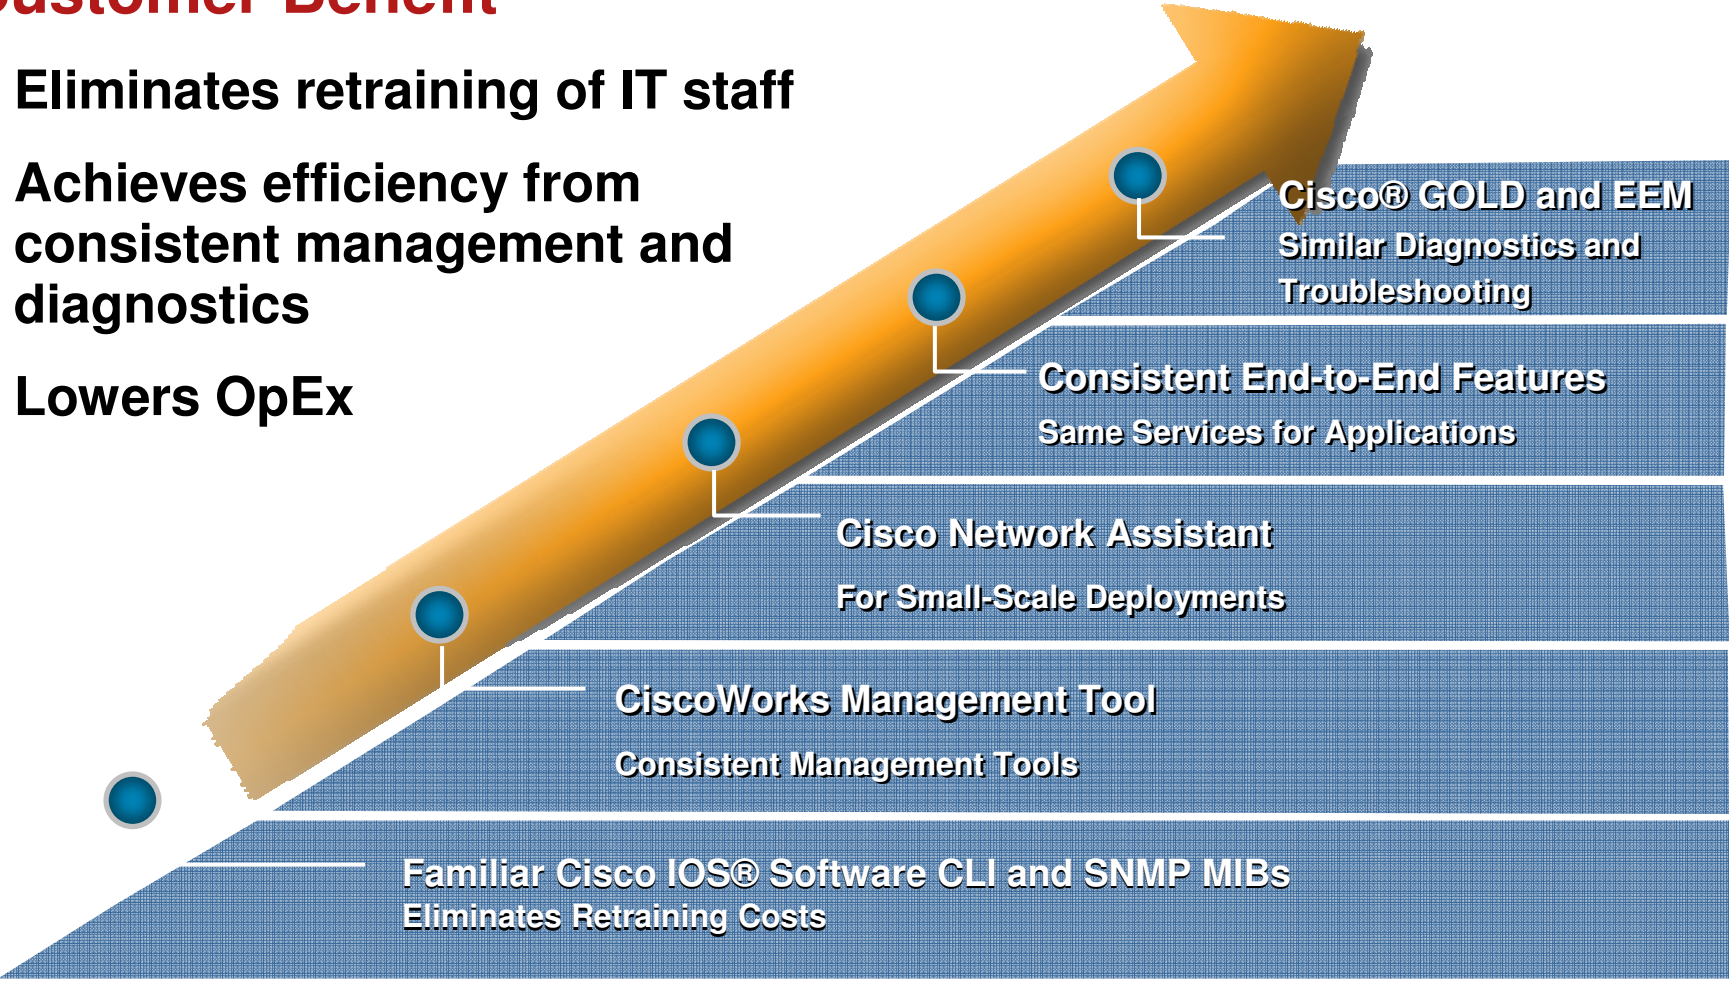 Customer Benefit
Eliminates retraining of IT staff
Achieves efficiency from
consistent management and
diagnostics
Lowers OpEx
Cisco® GOLD and EEM
Similar Diagnostics and
Troubleshooting
Consistent End-to-End Features
Same Services for Applications
Cisco Network Assistant
For Small-Scale Deployments
CiscoWorks Management Tool
Consistent Management Tools
Familiar Cisco IOS® Software CLI and SNMP MIBs
Eliminates Retraining Costs